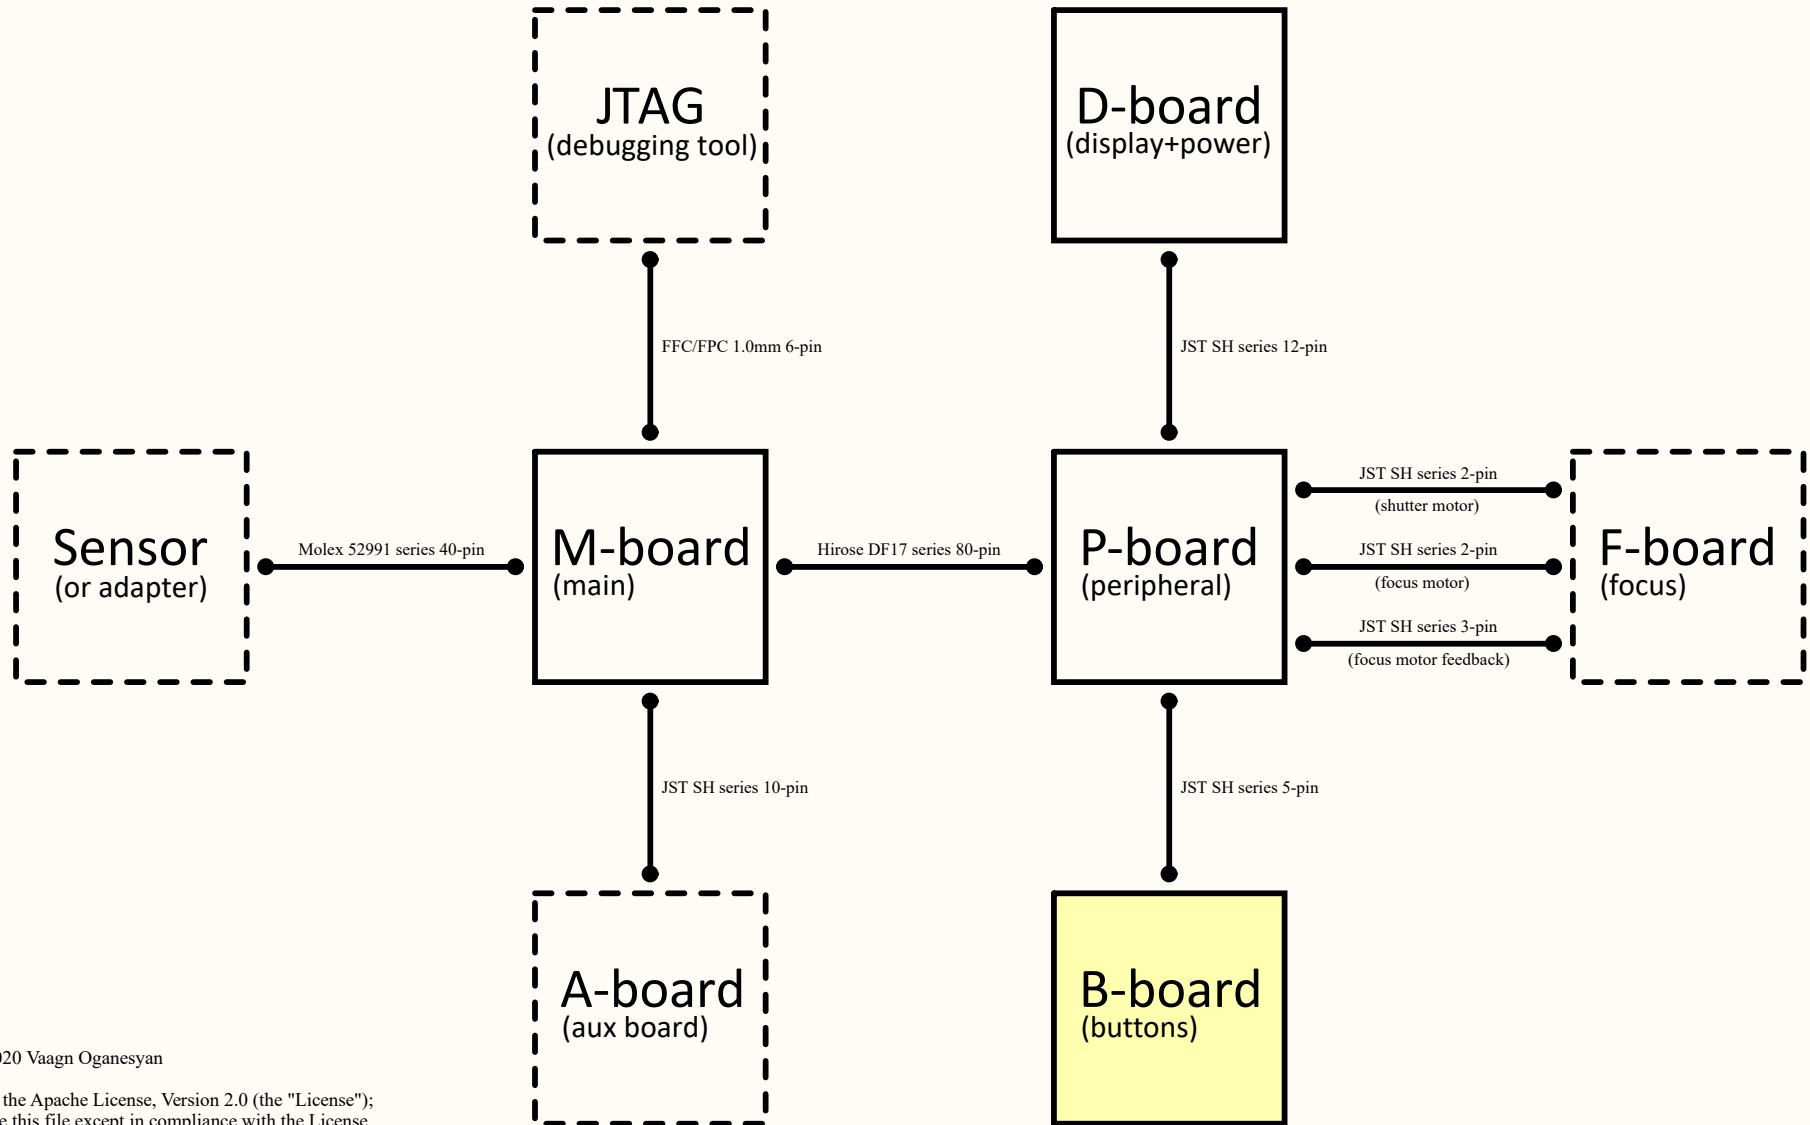 JTAG
(debugging tool)
D-board
(display+power)
FFC/FPC 1.0mm 6-pin
JST SH series 12-pin
Sensor
(or adapter)
Molex 52991 series 40-pin
M-board
(main)
Hirose DF17 series 80-pin
P-board
(peripheral)
JST SH series 2-pin
(shutter motor)
JST SH series 2-pin
(focus motor)
JST SH series 3-pin
(focus motor feedback)
F-board
(focus)
JST SH series 10-pin
JST SH series 5-pin
A-board
(aux board)
B-board
(buttons)
020 Vaagn Oganesyan
the Apache License, Version 2.0 (the "License");
e this file except in compliance with the License